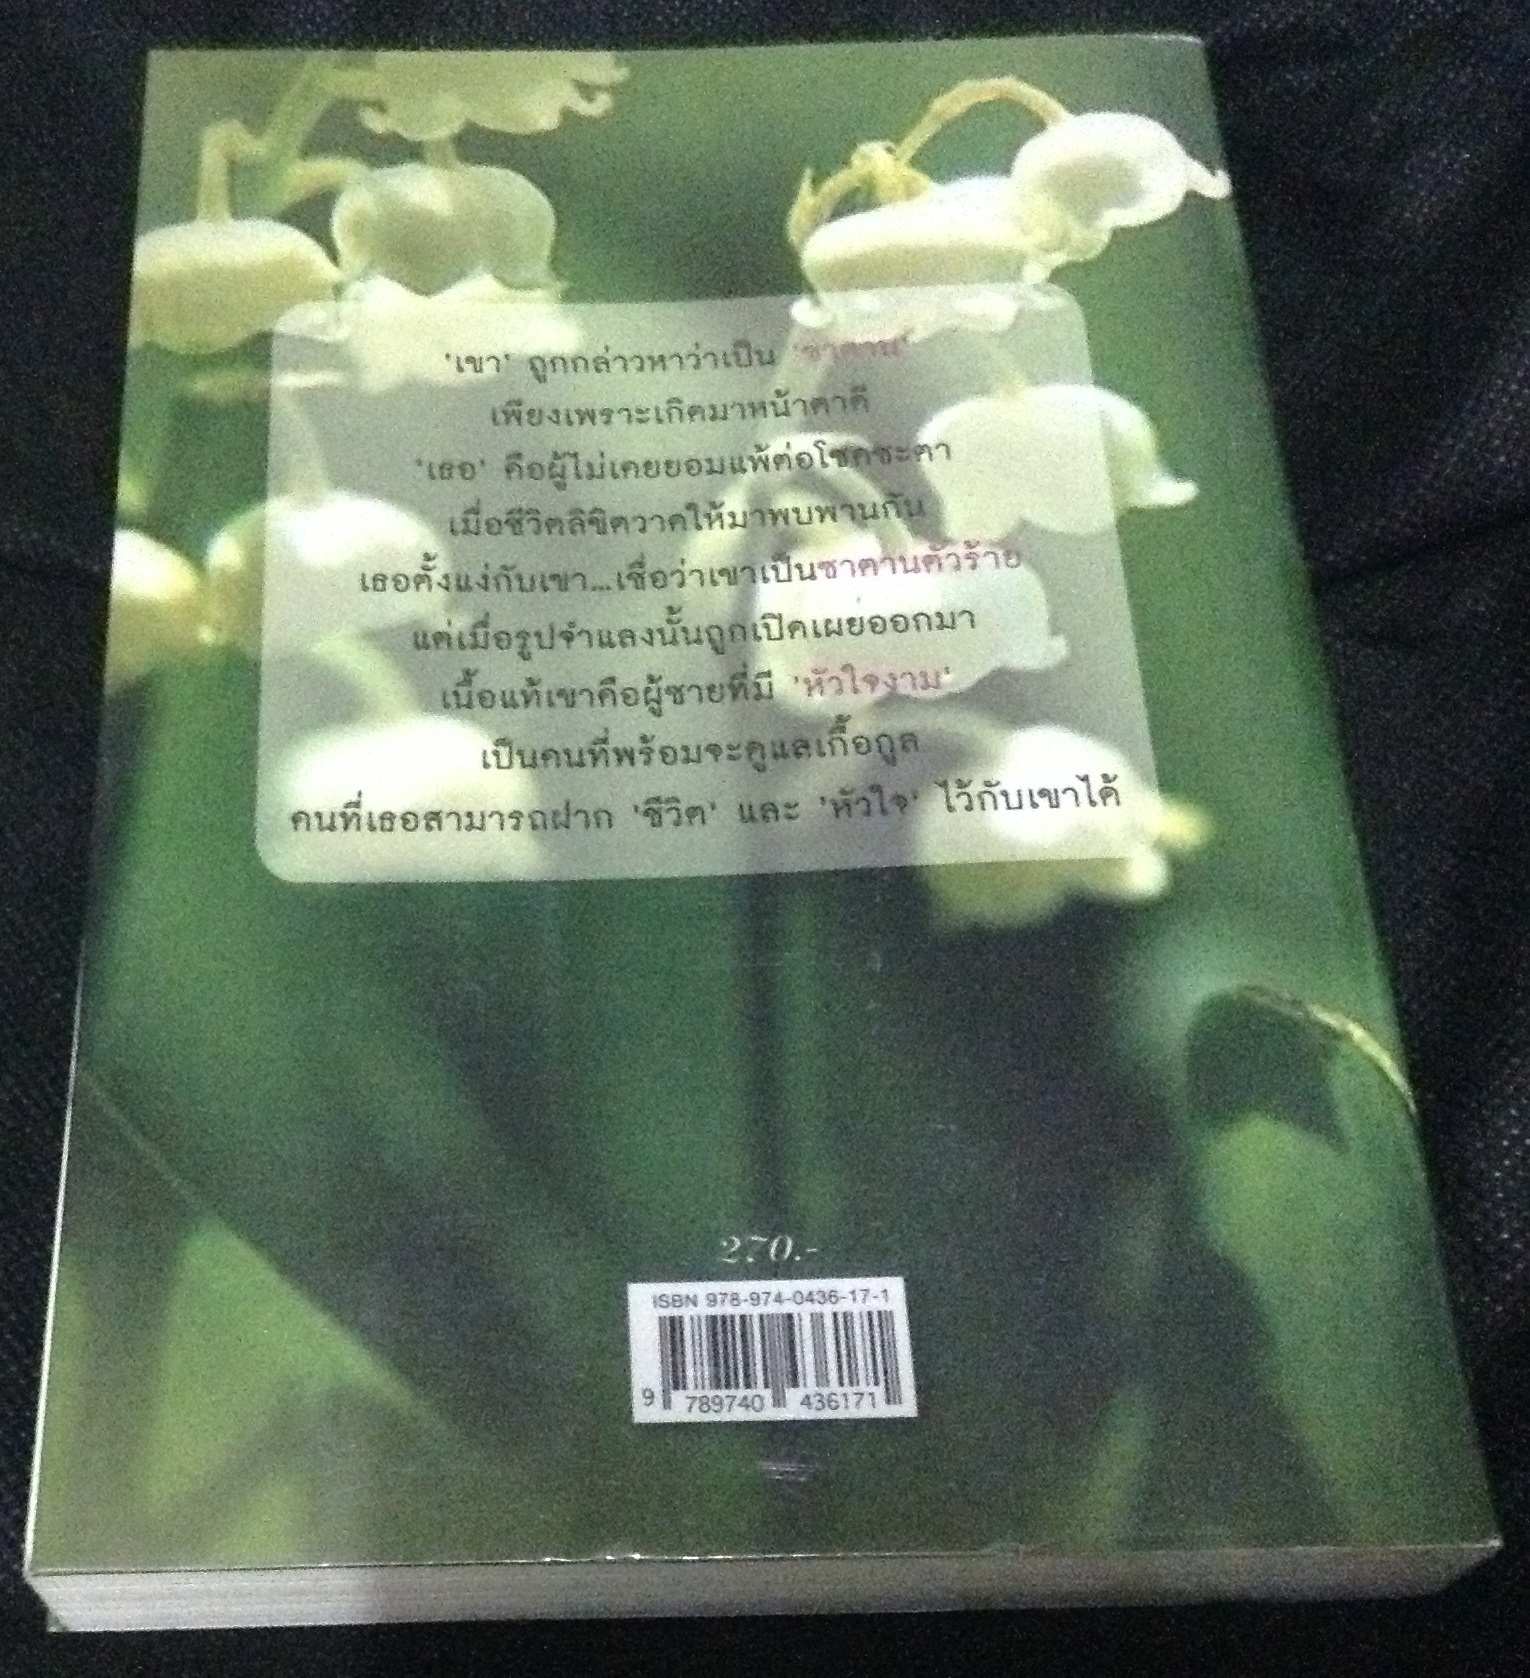 'เขา' ถูกกล่าวหาว่าเป็น 'ซาตาน'
เพียงเพราะเกิดมาหน้าตาดี
'เธอ' คือผู้ไม่เคยยอมแพ้ต่อโชคชะตา
เมื่อชีวิตลิขิตวาดให้มาพบพานกัน
เธอตั้งแง่กับเขา...เชื่อว่าเขาเป็นซาตานตัวร้าย
แต่เมื่อรูปจำแลงนั้นถูกเปิดเผยออกมา
เนื้อแท้เขาคือผู้ชายที่มี 'หัวใจงาม'
เป็นคนที่พร้อมจะดูแลเกื้อกูล
คนที่เธอสามารถฝาก 'ชีวิต' และ 'หัวใจ' ไว้กับเขาได้
270.-
ISBN 978-974-0436-17-1
9 789740 436171